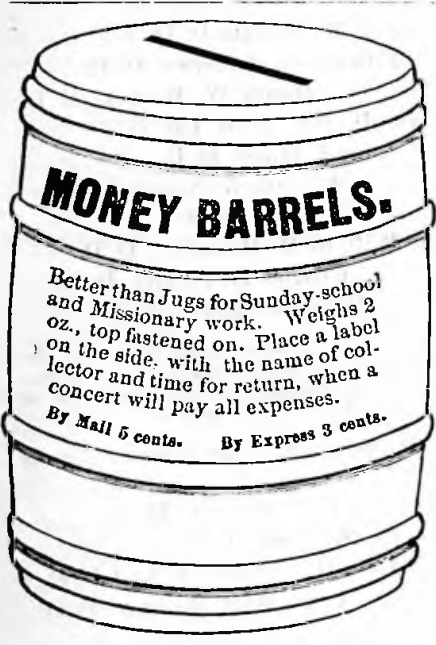 MONEY BARRELS.
Better than Jugs for Sunday-school
and Missionary work. Weighs 2
oz., top fastened on. Place a label
on the side, with the name of col-
lector and time for return, when a
concert will pay all expenses.
By Mail 5 cents. By Express 3 cents.